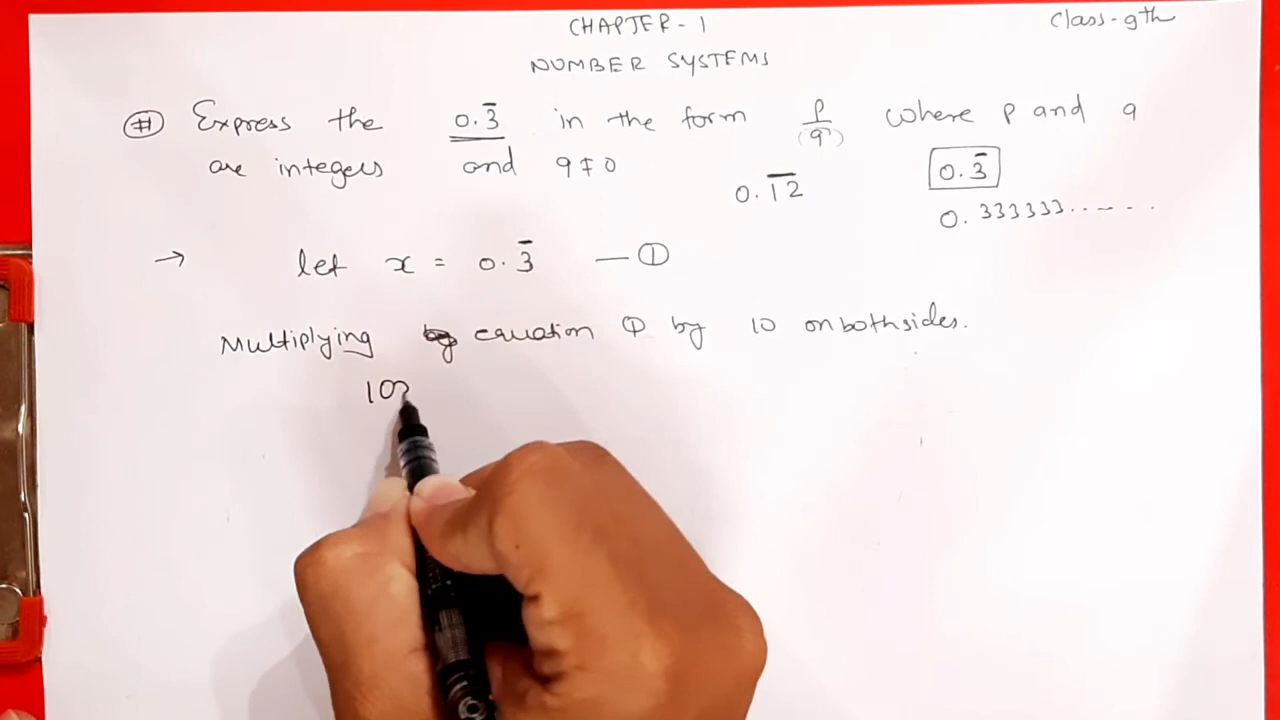 CHAPTER - 1
Class - 9th
NUMBER SYSTEMS
# Express the 0.3̅ in the form p/q where p and q
are integers and q ≠ 0
0.1̅2̅
0.3̅
0.333333......
→ let x = 0.3̅ — ①
Multiplying equation ① by 10 on both sides.
10